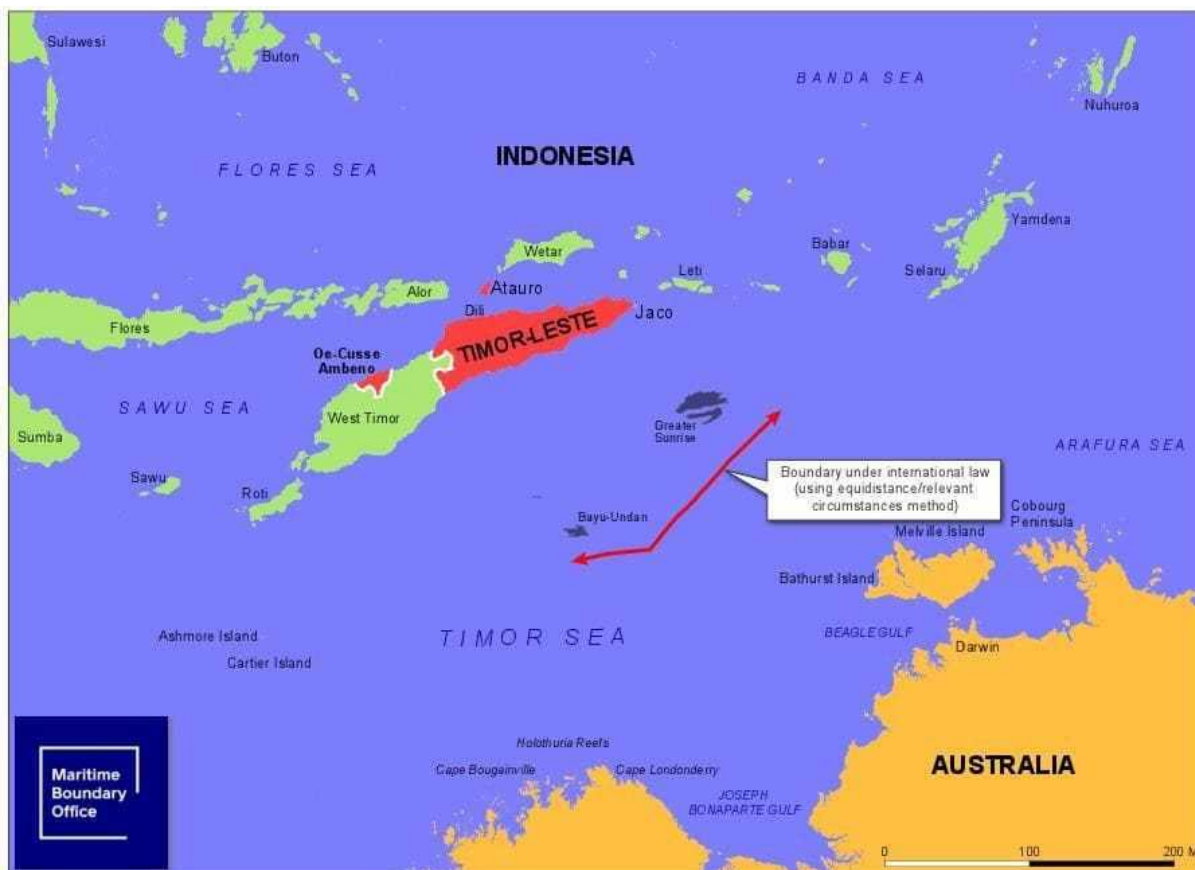 Sulawesi
Buton
BANDA SEA
Nuhuroa
INDONESIA
FLORES SEA
Yamdena
Wetar
Babar
Leti
Selaru
Alor
Atauro
Dili
Jaco
Flores
TIMOR-LESTE
Oe-Cusse
Ambeno
SAWU SEA
West Timor
Greater
Sunrise
Sumba
ARAFURA SEA
Boundary under international law
(using equidistance/relevant
circumstances method)
Sawu
Roti
Cobourg
Peninsula
Bayu-Undan
Melville Island
Bathurst Island
Ashmore Island
TIMOR SEA
BEAGLE GULF
Darwin
Cartier Island
Maritime
Boundary
Office
Holothuria Reefs
Cape Bougainville
Cape Londonderry
AUSTRALIA
JOSEPH
BONAPARTE GULF
0 100 200 M